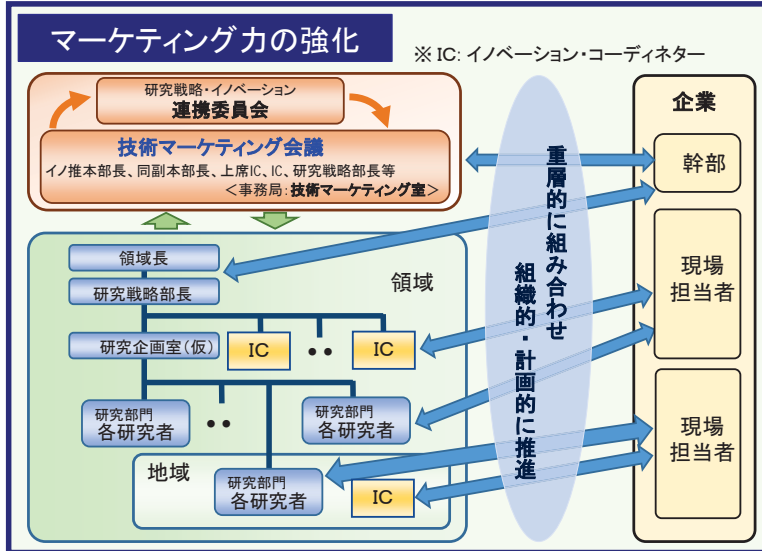 マーケティング力の強化
※ IC: イノベーション・コーディネター
研究戦略・イノベーション
連携委員会
技術マーケティング会議
イノ推本部長、同副本部長、上席IC、IC、研究戦略部長等
<事務局:技術マーケティング室>
領域長
研究戦略部長
領域
研究企画室(仮)
IC
••
IC
研究部門
各研究者
••
研究部門
各研究者
地域
研究部門
各研究者
IC
重層的に組み合わせ
組織的・計画的に推進
企業
幹部
現場
担当者
現場
担当者